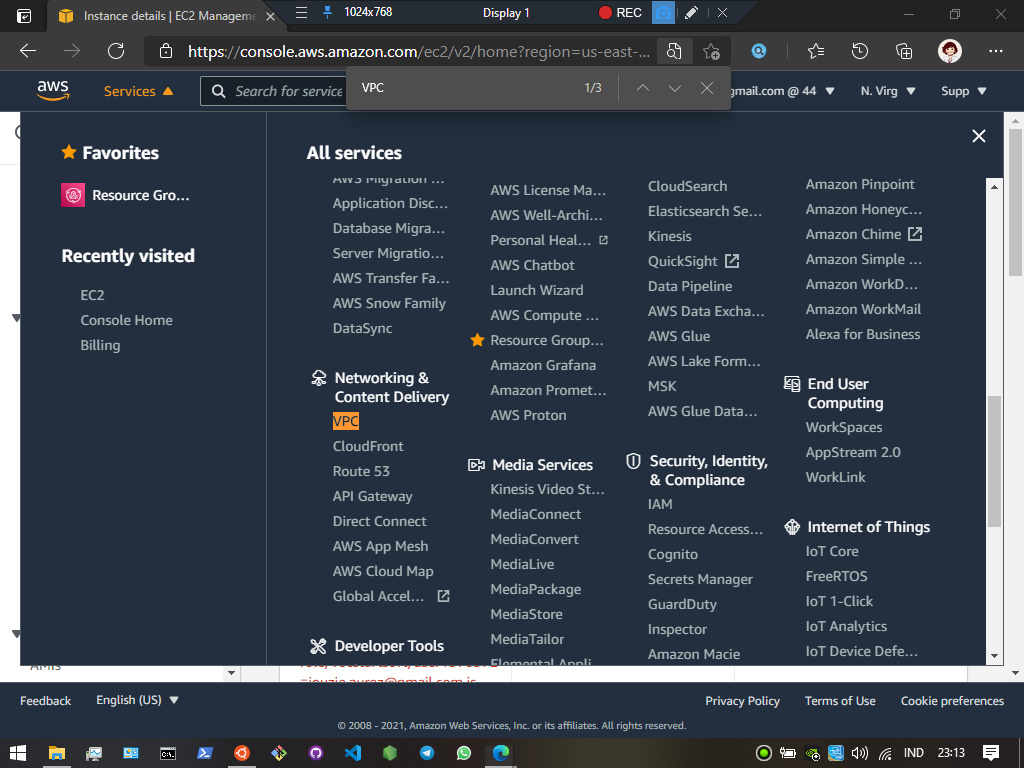 Instance details | EC2 Manageme
1024x768
Display 1
REC
https://console.aws.amazon.com/ec2/v2/home?region=us-east-...
aws
Services
Search for service
VPC
1/3
gmail.com @ 44
N. Virg
Supp
Favorites
Resource Gro...
Recently visited
EC2
Console Home
Billing
All services
AWS Migration ...
Application Disc...
Database Migra...
Server Migratio...
AWS Transfer Fa...
AWS Snow Family
DataSync
Networking &
Content Delivery
VPC
CloudFront
Route 53
API Gateway
Direct Connect
AWS App Mesh
AWS Cloud Map
Global Accel...
Developer Tools
AWS License Ma...
AWS Well-Archi...
Personal Heal...
AWS Chatbot
Launch Wizard
AWS Compute ...
Resource Group...
Amazon Grafana
Amazon Promet...
AWS Proton
Media Services
Kinesis Video St...
MediaConnect
MediaConvert
MediaLive
MediaPackage
MediaStore
MediaTailor
Elemental Appli
CloudSearch
Elasticsearch Se...
Kinesis
QuickSight
Data Pipeline
AWS Data Excha...
AWS Glue
AWS Lake Form...
MSK
AWS Glue Data...
Security, Identity,
& Compliance
IAM
Resource Access...
Cognito
Secrets Manager
GuardDuty
Inspector
Amazon Macie
Amazon Pinpoint
Amazon Honeyc...
Amazon Chime
Amazon Simple ...
Amazon WorkD...
Amazon WorkMail
Alexa for Business
End User
Computing
WorkSpaces
AppStream 2.0
WorkLink
Internet of Things
IoT Core
FreeRTOS
IoT 1-Click
IoT Analytics
IoT Device Defe...
AMIs
Feedback
English (US)
Privacy Policy
Terms of Use
Cookie preferences
© 2008 - 2021, Amazon Web Services, Inc. or its affiliates. All rights reserved.
IND
23:13